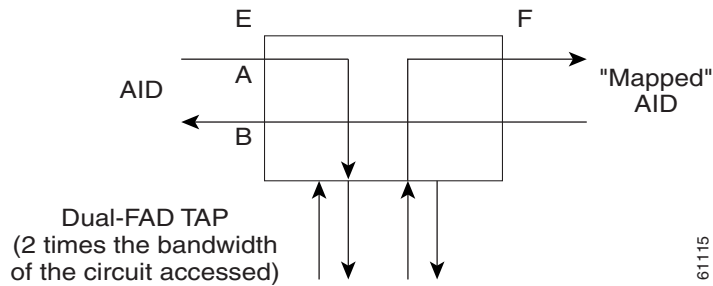 E
F
A
AID
"Mapped"
AID
B
Dual-FAD TAP
(2 times the bandwidth
of the circuit accessed)
61115